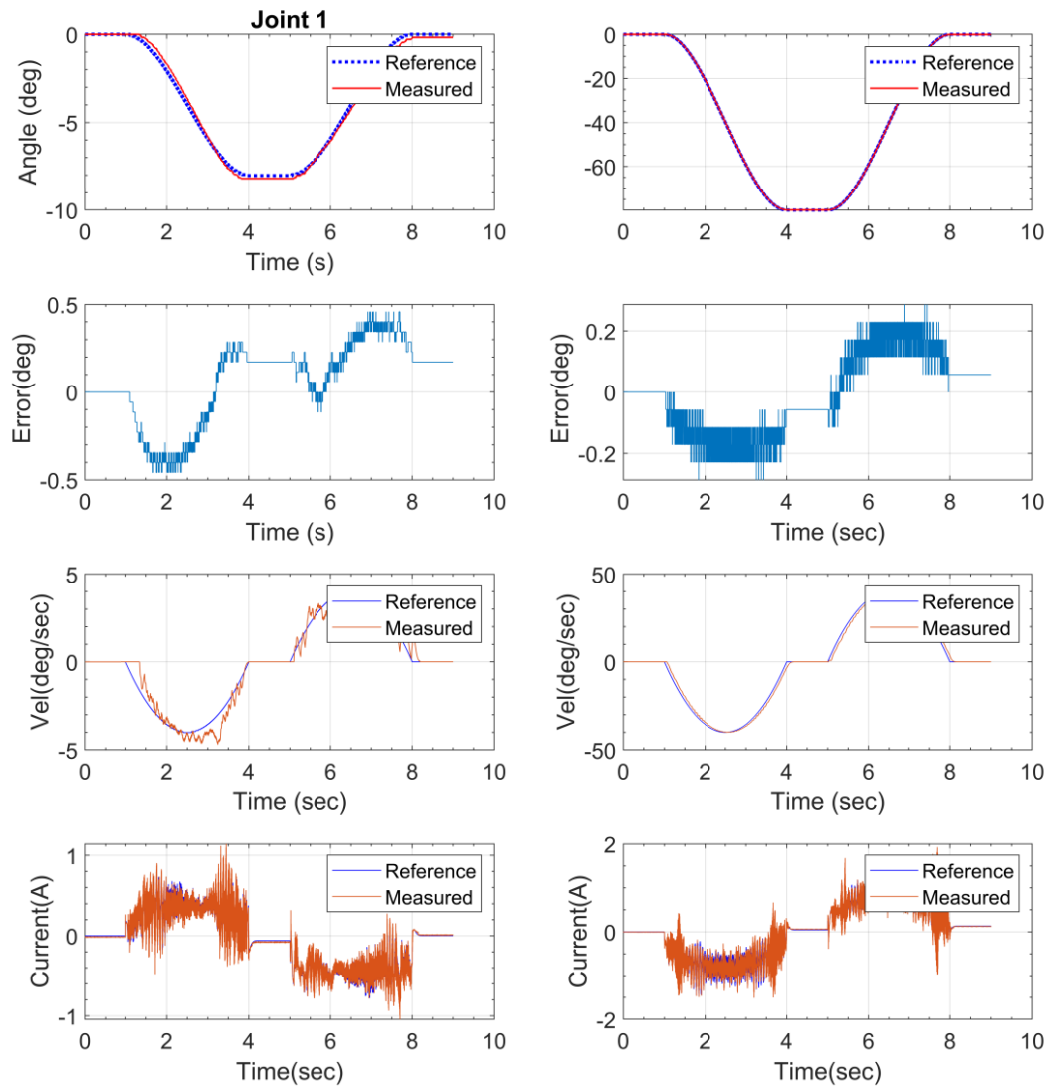 Joint 1
0
-5
-10
Angle (deg)
0 2 4 6 8 10
Time (s)
Reference
Measured
0
-20
-40
-60
0 2 4 6 8 10
Reference
Measured
0.5
0
-0.5
Error(deg)
0 2 4 6 8 10
Time (s)
0.2
0
-0.2
Error(deg)
0 2 4 6 8 10
Time (sec)
5
0
-5
Vel(deg/sec)
0 2 4 6 8 10
Time (sec)
Reference
Measured
50
0
-50
Vel(deg/sec)
0 2 4 6 8 10
Time (sec)
Reference
Measured
1
0
-1
Current(A)
0 2 4 6 8 10
Time(sec)
Reference
Measured
2
0
-2
Current(A)
0 2 4 6 8 10
Time(sec)
Reference
Measured